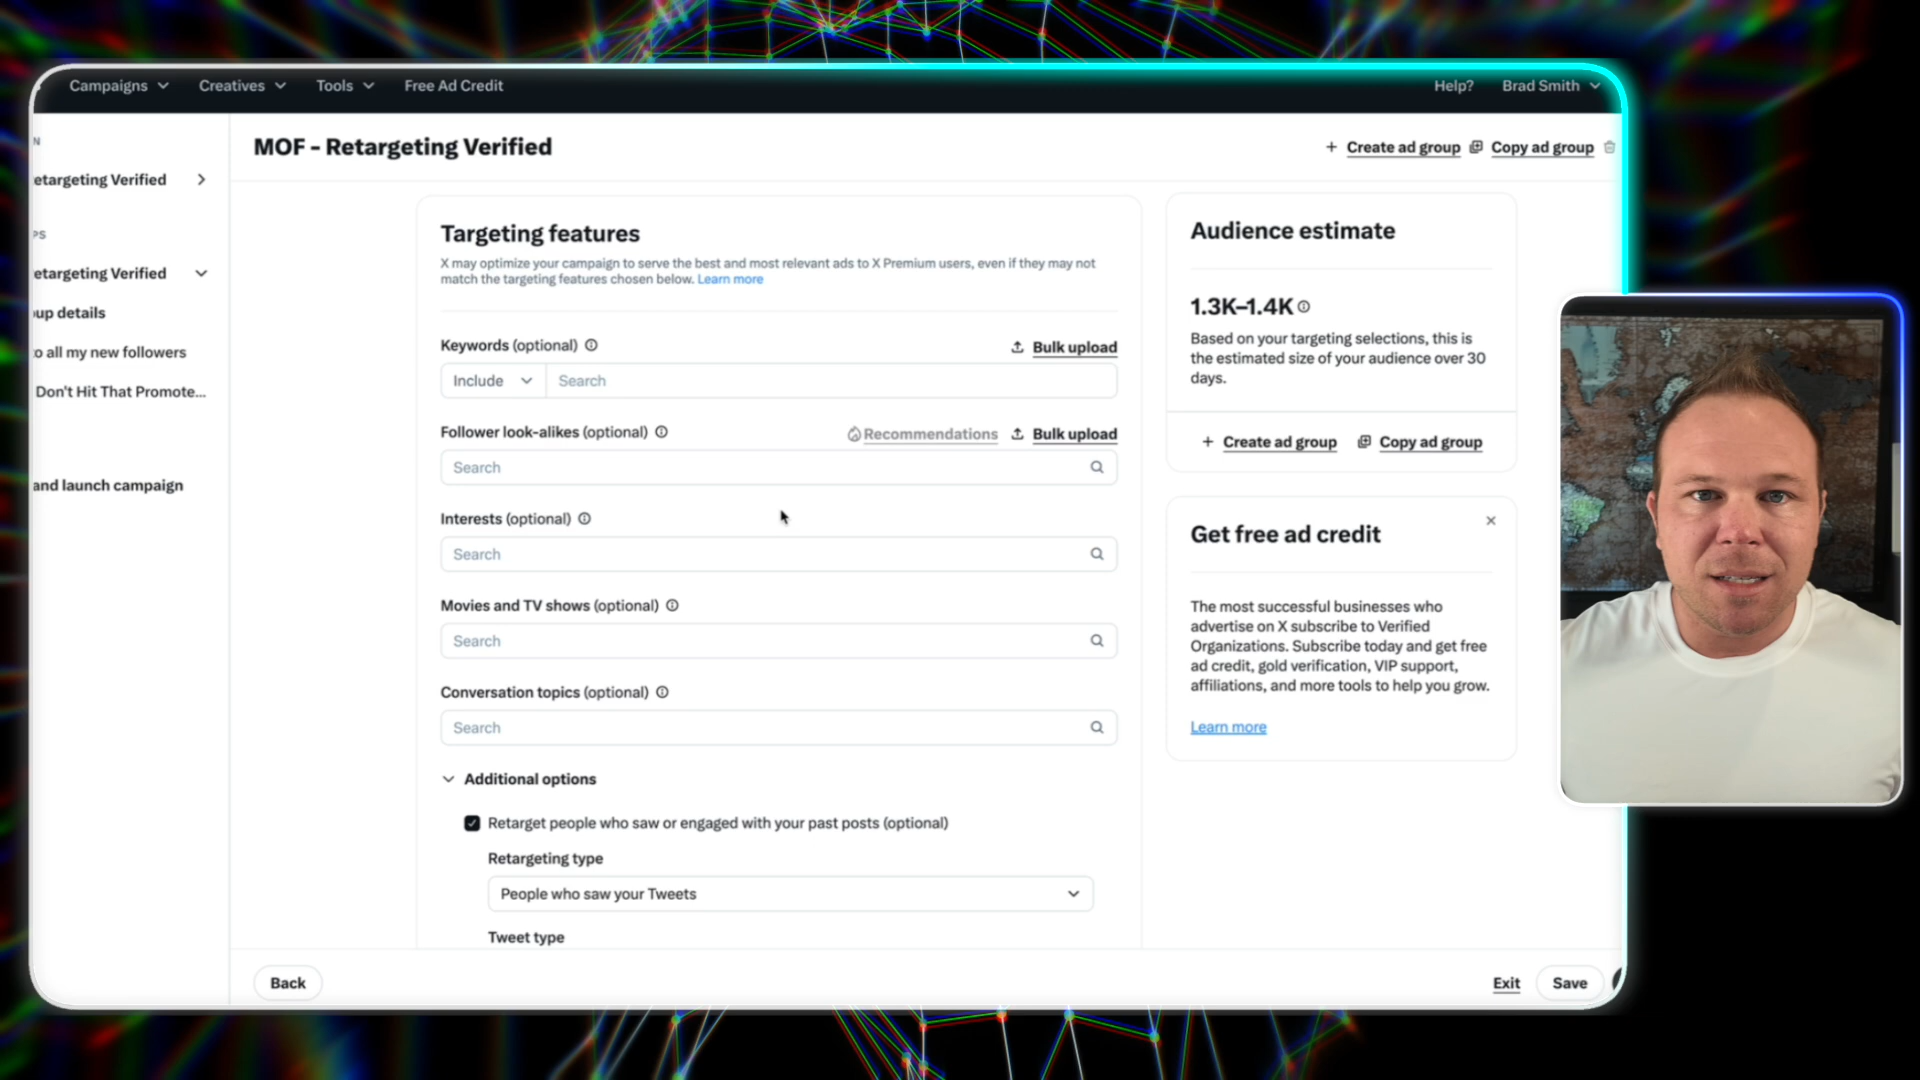 Campaigns Creatives Tools Free Ad Credit Help? Brad Smith
N
etargeting Verified
PS
etargeting Verified
up details
o all my new followers
Don't Hit That Promote...
and launch campaign
MOF - Retargeting Verified
+ Create ad group Copy ad group
Targeting features
X may optimize your campaign to serve the best and most relevant ads to X Premium users, even if they may not
match the targeting features chosen below. Learn more
Keywords (optional) Bulk upload
Include Search
Follower look-alikes (optional) Recommendations Bulk upload
Search
Interests (optional)
Search
Movies and TV shows (optional)
Search
Conversation topics (optional)
Search
Additional options
Retarget people who saw or engaged with your past posts (optional)
Retargeting type
People who saw your Tweets
Tweet type
Audience estimate
1.3K–1.4K
Based on your targeting selections, this is
the estimated size of your audience over 30
days.
+ Create ad group Copy ad group
Get free ad credit
The most successful businesses who
advertise on X subscribe to Verified
Organizations. Subscribe today and get free
ad credit, gold verification, VIP support,
affiliations, and more tools to help you grow.
Learn more
Back Exit Save